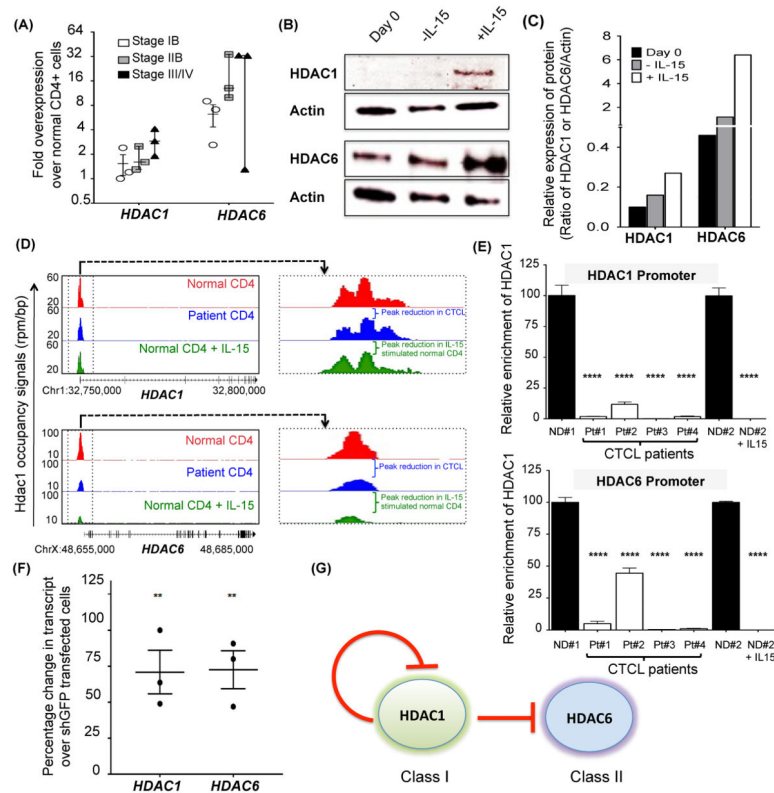 (A)
Stage IB
Stage IIB
Stage III/IV
Fold overexpression
over normal CD4+ cells
64
32
16
8
4
2
1
0.5
HDAC1
HDAC6
(B)
Day 0
-IL-15
+IL-15
HDAC1
Actin
HDAC6
Actin
(C)
Day 0
- IL-15
+ IL-15
Relative expression of protein
(Ratio of HDAC1 or HDAC6/Actin)
8
6
4
2
0.4
0.2
0.0
HDAC1
HDAC6
(D)
Hdac1 occupancy signals (rpm/bp)
60
Normal CD4
20
60
Patient CD4
20
60
Normal CD4 + IL-15
20
Chr1:32,750,000
32,800,000
HDAC1
Peak reduction in CTCL
Peak reduction in IL-15
stimulated normal CD4
100
Normal CD4
10
100
Patient CD4
10
100
Normal CD4 + IL-15
10
ChrX:48,655,000
48,685,000
HDAC6
Peak reduction in CTCL
Peak reduction in IL-15
stimulated normal CD4
(E)
Relative enrichment of HDAC1
HDAC1 Promoter
125
100
75
50
25
0
**** **** **** **** ****
ND#1 Pt#1 Pt#2 Pt#3 Pt#4 ND#2 ND#2
+ IL15
CTCL patients
Relative enrichment of HDAC1
HDAC6 Promoter
125
100
75
50
25
0
**** **** **** **** ****
ND#1 Pt#1 Pt#2 Pt#3 Pt#4 ND#2 ND#2
+ IL15
CTCL patients
(F)
Percentage change in transcript
over shGFP transfected cells
125
100
75
50
25
0
** **
HDAC1
HDAC6
(G)
HDAC1
HDAC6
Class I
Class II